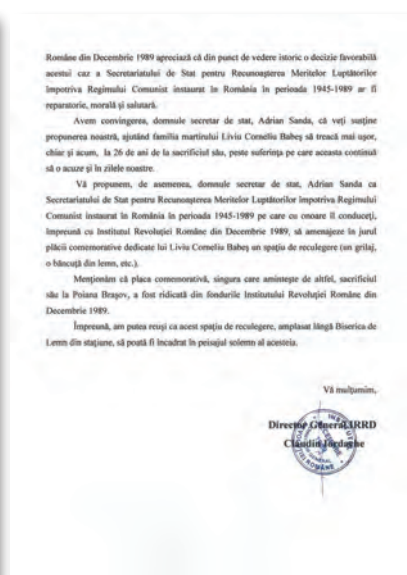 Române din Decembrie 1989 apreciază că din punct de vedere istoric o decizie favorabilă
acestui caz a Secretariatului de Stat pentru Recunoașterea Meritelor Luptătorilor
împotriva Regimului Comunist instaurat în România în perioada 1945-1989 ar fi
reparatorie, morală și salutară.
Avem convingerea, domnule secretar de stat, Adrian Sanda, că veți susține
propunerea noastră, ajutând familia martirului Liviu Corneliu Babeș să treacă mai ușor,
chiar și acum, la 26 de ani de la sacrificiul său, peste suferința pe care aceasta continuă
să o acuze și în zilele noastre.
Vă propunem, de asemenea, domnule secretar de stat, Adrian Sanda ca
Secretariatului de Stat pentru Recunoașterea Meritelor Luptătorilor împotriva Regimului
Comunist instaurat în România în perioada 1945-1989 pe care cu onoare îl conduceți,
împreună cu Institutul Revoluției Române din Decembrie 1989, să amenajeze în jurul
plăcii comemorative dedicate lui Liviu Corneliu Babeș un spațiu de reculegere (un grilaj,
o băncuță din lemn, etc.).
Menționăm că placa comemorativă, singura care amintește de altfel, sacrificiul
său la Poiana Brașov, a fost ridicată din fondurile Institutului Revoluției Române din
Decembrie 1989.
Împreună, am putea reuși ca acest spațiu de reculegere, amplasat lângă Biserica de
Lemn din stațiune, să poată fi încadrat în peisajul solemn al acesteia.
Vă mulțumim,
Director General IRRD
Claudiu Iordache